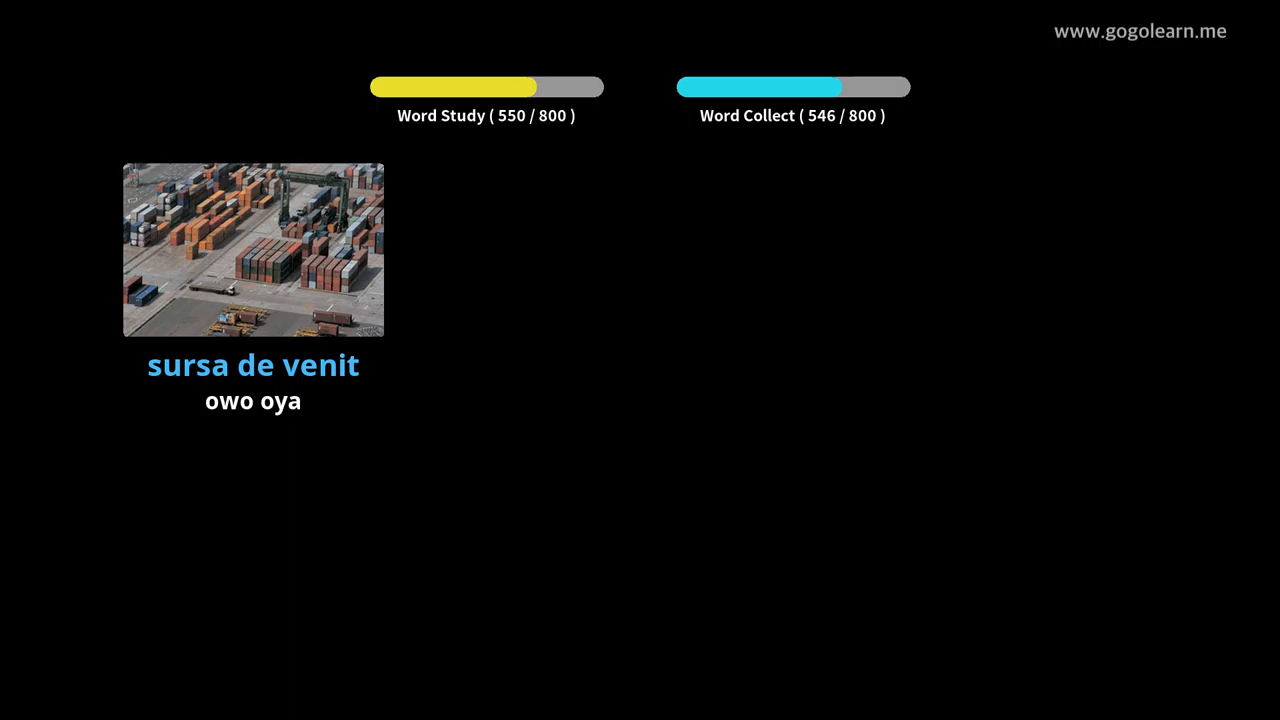 www.gogolearn.me
Word Study ( 550 / 800 )
Word Collect ( 546 / 800 )
sursa de venit
owo oya